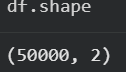 df.shape
(50000, 2)